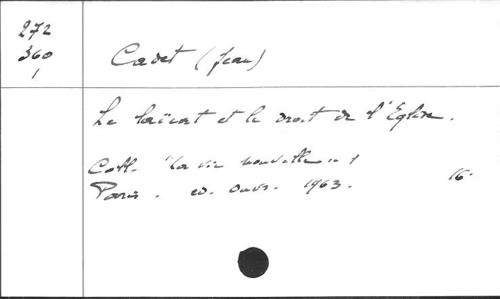 272
360
1
Cadet (Jean)
Le laïcat et le droit de l'Eglise.
Coll. "La vie nouvelle" 1
Paris. ed. ouvr. 1963. 16°